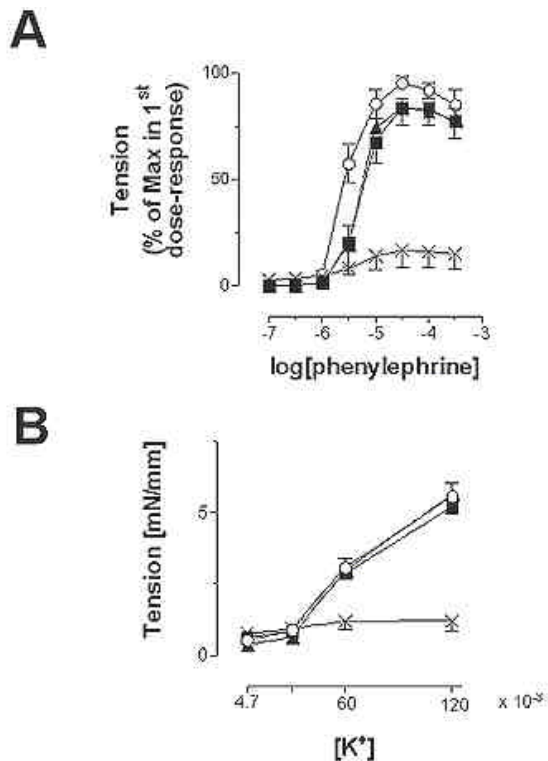 A
Tension
(% of Max in 1st
dose-response)
100
50
0
-7
-6
-5
-4
-3
log[phenylephrine]
B
Tension [mN/mm]
5
0
4.7
60
120
x 10-3
[K+]